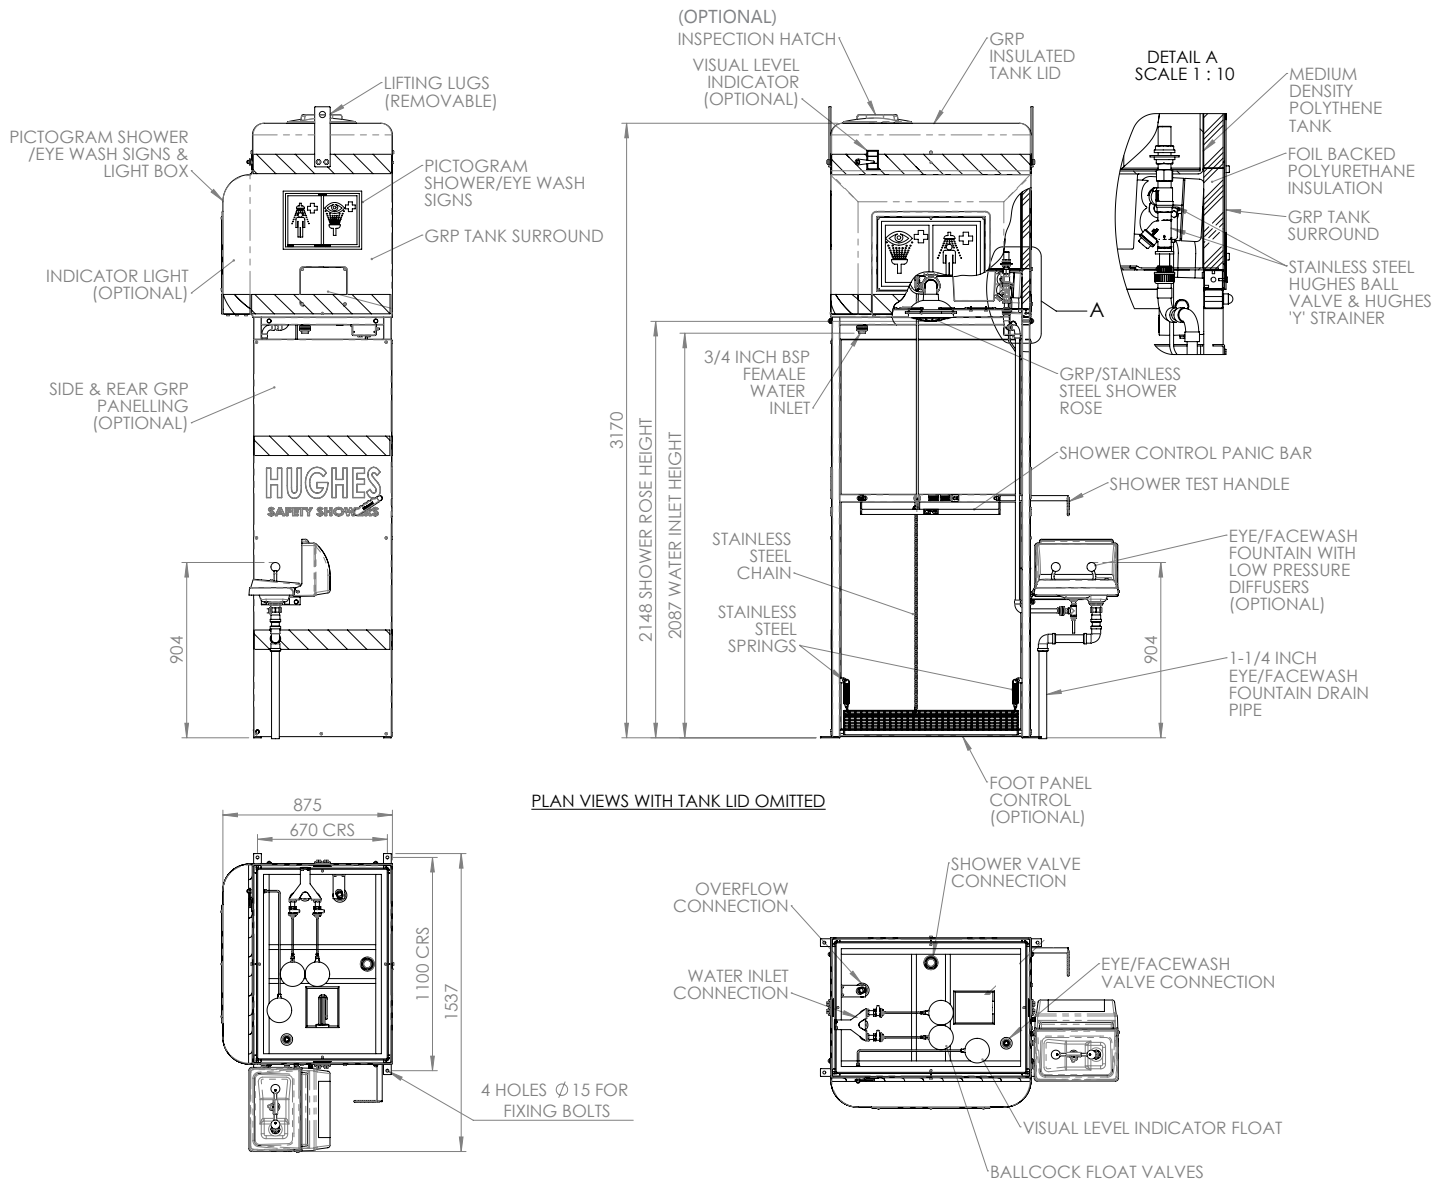 (OPTIONAL)
INSPECTION HATCH
VISUAL LEVEL
INDICATOR
(OPTIONAL)
GRP
INSULATED
TANK LID
DETAIL A
SCALE 1 : 10
MEDIUM
DENSITY
POLYTHENE
TANK
FOIL BACKED
POLYURETHANE
INSULATION
GRP TANK
SURROUND
STAINLESS STEEL
HUGHES BALL
VALVE & HUGHES
'Y' STRAINER
LIFTING LUGS
(REMOVABLE)
PICTOGRAM SHOWER
/EYE WASH SIGNS &
LIGHT BOX
PICTOGRAM
SHOWER/EYE WASH
SIGNS
GRP TANK SURROUND
INDICATOR LIGHT
(OPTIONAL)
SIDE & REAR GRP
PANELLING
(OPTIONAL)
HUGHES
SAFETY SHOWERS
904
A
3/4 INCH BSP
FEMALE
WATER
INLET
GRP/STAINLESS
STEEL SHOWER
ROSE
3170
2148 SHOWER ROSE HEIGHT
2087 WATER INLET HEIGHT
SHOWER CONTROL PANIC BAR
SHOWER TEST HANDLE
STAINLESS
STEEL
CHAIN
STAINLESS
STEEL
SPRINGS
EYE/FACEWASH
FOUNTAIN WITH
LOW PRESSURE
DIFFUSERS
(OPTIONAL)
904
1-1/4 INCH
EYE/FACEWASH
FOUNTAIN DRAIN
PIPE
FOOT PANEL
CONTROL
(OPTIONAL)
PLAN VIEWS WITH TANK LID OMITTED
875
670 CRS
1100 CRS
1537
4 HOLES Ø 15 FOR
FIXING BOLTS
SHOWER VALVE
CONNECTION
OVERFLOW
CONNECTION
WATER INLET
CONNECTION
EYE/FACEWASH
VALVE CONNECTION
VISUAL LEVEL INDICATOR FLOAT
BALLCOCK FLOAT VALVES